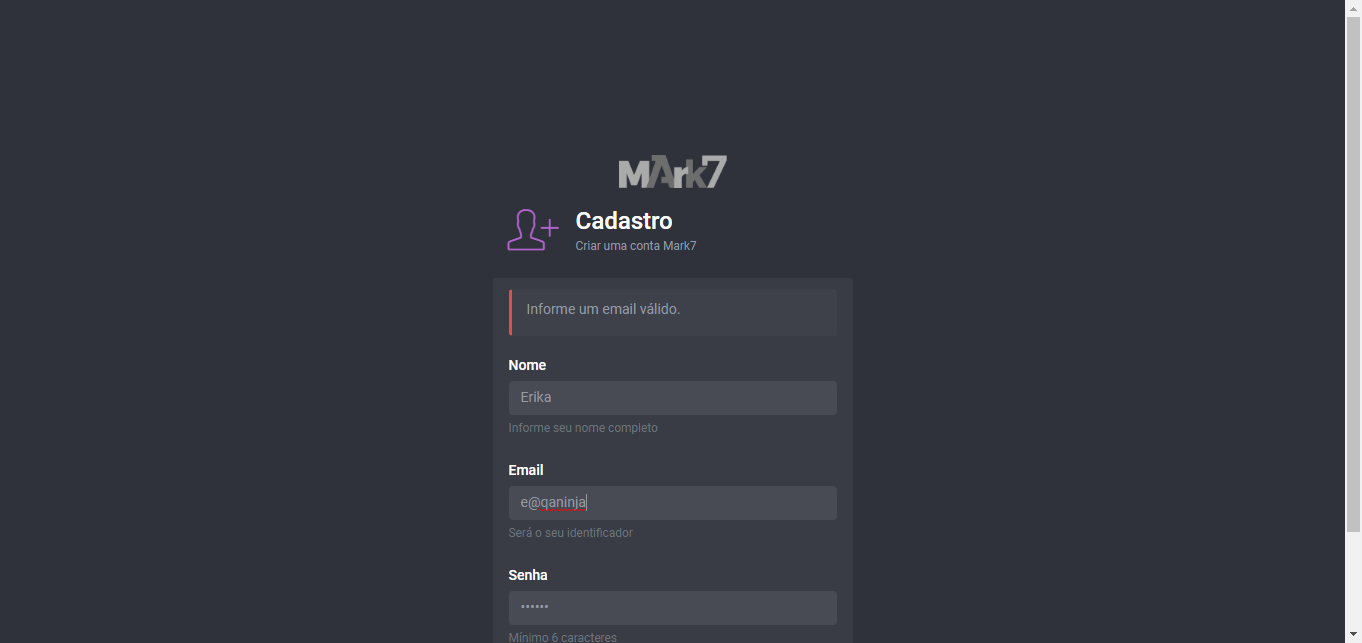 MArk7
Cadastro
Criar uma conta Mark7
Informe um email válido.
Nome
Erika
Informe seu nome completo
Email
e@qaninja
Será o seu identificador
Senha
••••••
Mínimo 6 caracteres